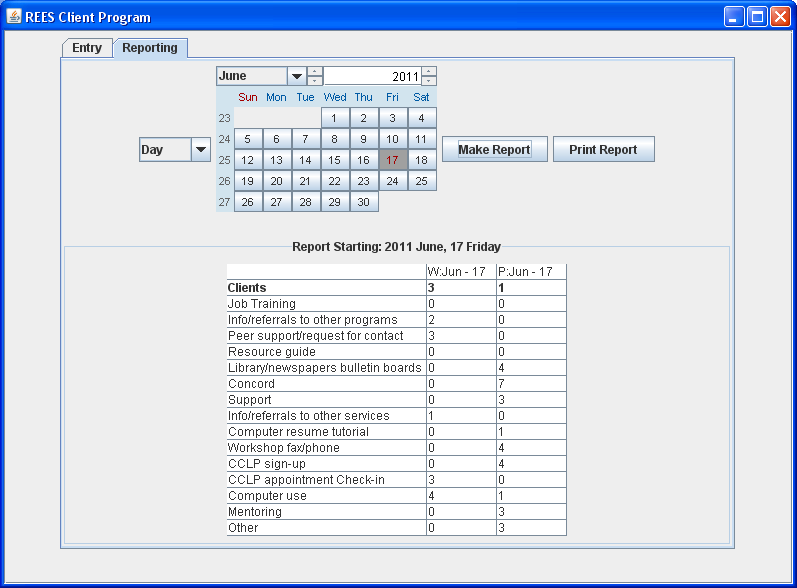 REES Client Program
Entry Reporting
June 2011
Sun Mon Tue Wed Thu Fri Sat
23 1 2 3 4
24 5 6 7 8 9 10 11
25 12 13 14 15 16 17 18
26 19 20 21 22 23 24 25
27 26 27 28 29 30
Day
Make Report Print Report
Report Starting: 2011 June, 17 Friday
W:Jun - 17 P:Jun - 17
Clients 3 1
Job Training 0 0
Info/referrals to other programs 2 0
Peer support/request for contact 3 0
Resource guide 0 0
Library/newspapers bulletin boards 0 4
Concord 0 7
Support 0 3
Info/referrals to other services 1 0
Computer resume tutorial 0 1
Workshop fax/phone 0 4
CCLP sign-up 0 4
CCLP appointment Check-in 3 0
Computer use 4 1
Mentoring 0 3
Other 0 3